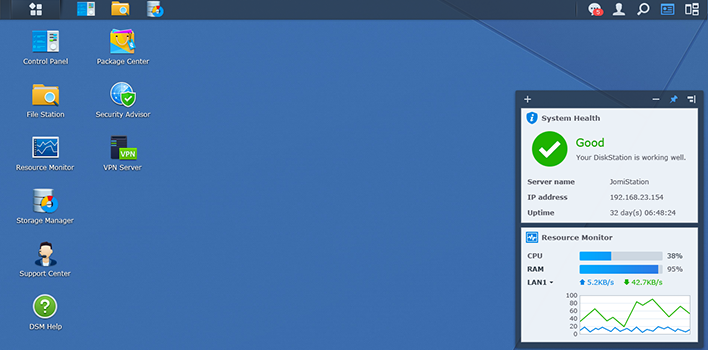 5
Control Panel
Package Center
File Station
Security Advisor
Resource Monitor
VPN
VPN Server
Storage Manager
Support Center
DSM Help
System Health
Good
Your DiskStation is working well.
Server name JomiStation
IP address 192.168.23.154
Uptime 32 day(s) 06:48:24
Resource Monitor
CPU 38%
RAM 95%
LAN1 5.2KB/s 42.7KB/s
100
80
60
40
20
0